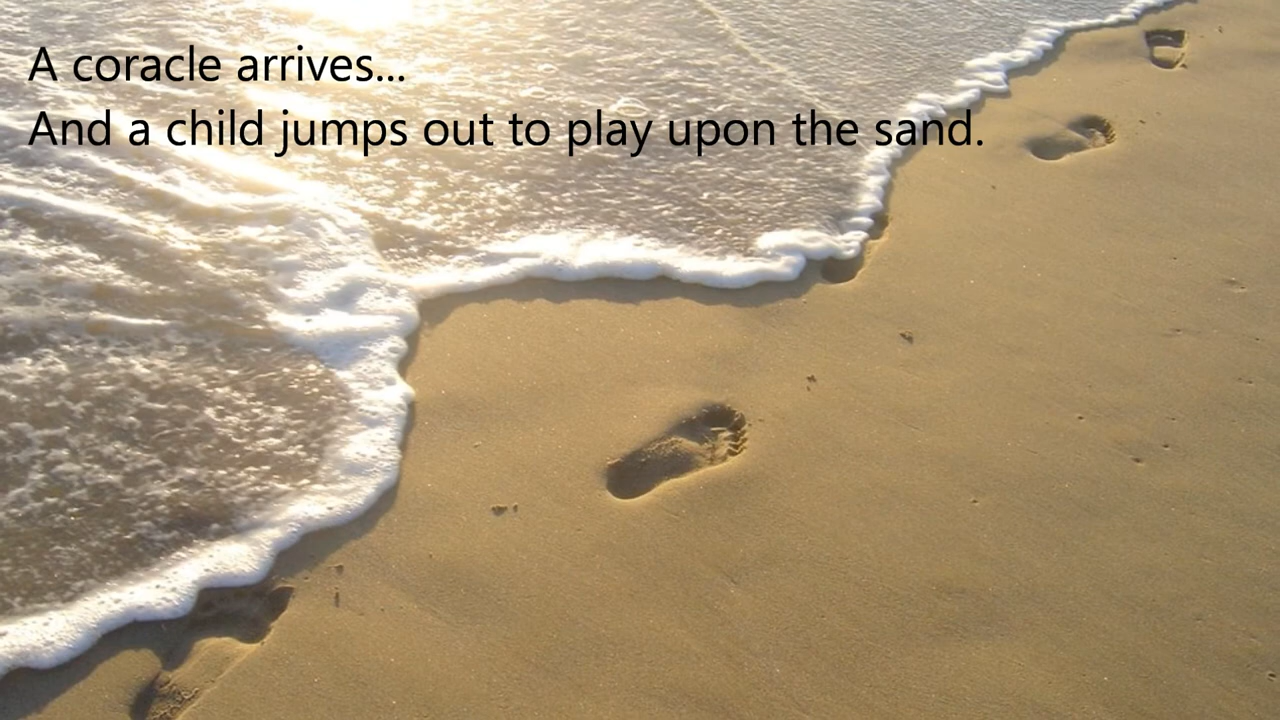 A coracle arrives...
And a child jumps out to play upon the sand.